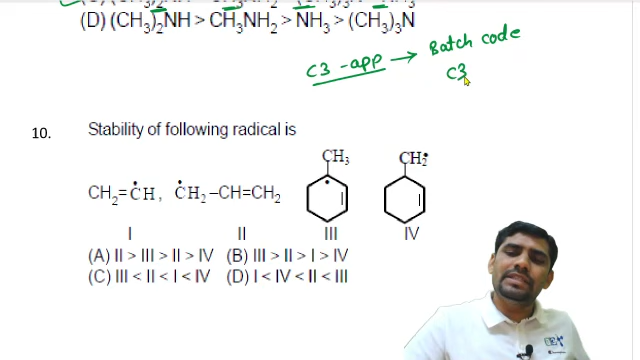 (D) (CH₃)₂NH > CH₃NH₂ > NH₃ > (CH₃)₃N
C3-app → Batch code
C3
10. Stability of following radical is
CH₃ CH₂•
CH₂=ĊH, ĊH₂–CH=CH₂
I II III IV
(A) II > III > II > IV (B) III > II > I > IV
(C) III < II < I < IV (D) I < IV < II < III